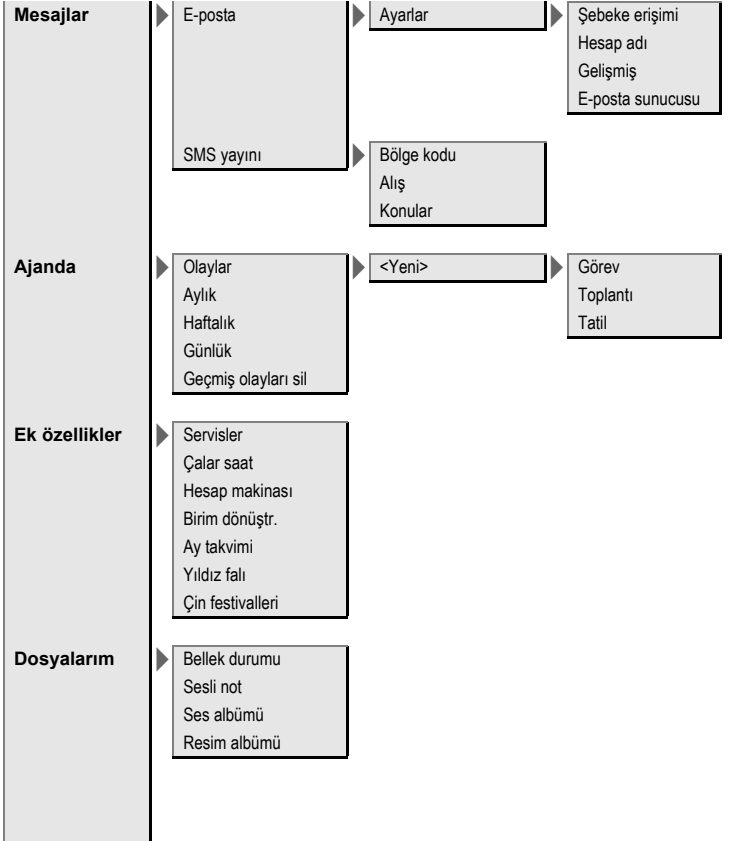 Mesajlar
E-posta
Ayarlar
Şebeke erişimi
Hesap adı
Gelişmiş
E-posta sunucusu
SMS yayını
Bölge kodu
Alış
Konular
Ajanda
Olaylar
Aylık
Haftalık
Günlük
Geçmiş olayları sil
<Yeni>
Görev
Toplantı
Tatil
Ek özellikler
Servisler
Çalar saat
Hesap makinası
Birim dönüştr.
Ay takvimi
Yıldız falı
Çin festivalleri
Dosyalarım
Bellek durumu
Sesli not
Ses albümü
Resim albümü